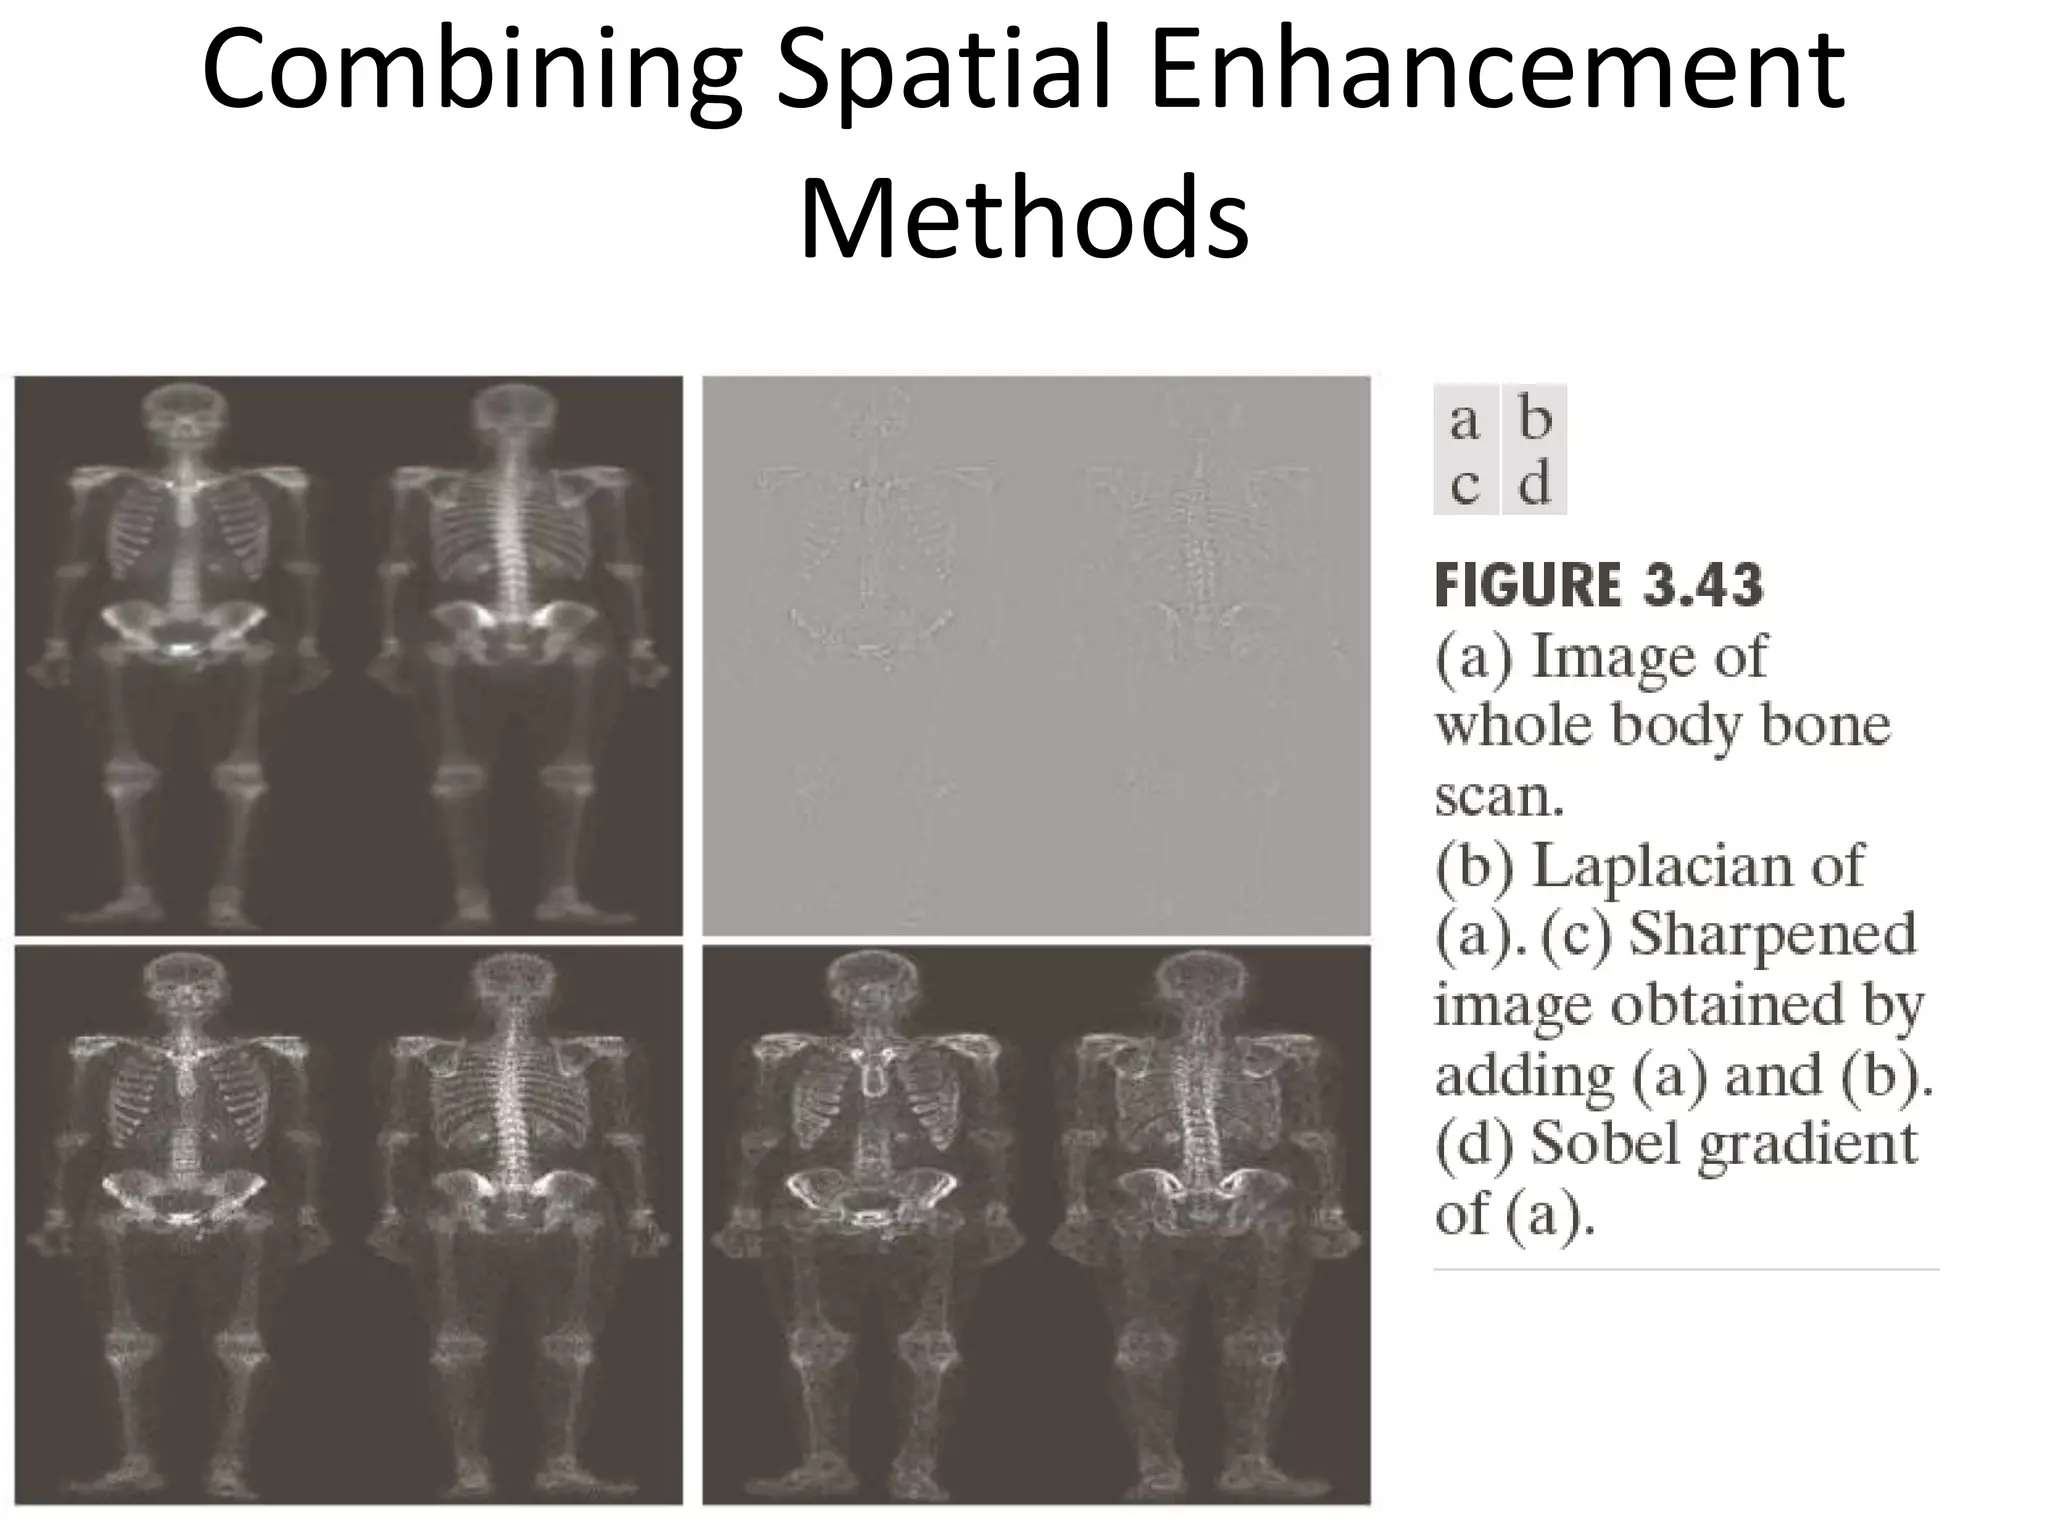 Combining Spatial Enhancement
Methods
a b
c d
FIGURE 3.43
(a) Image of
whole body bone
scan.
(b) Laplacian of
(a). (c) Sharpened
image obtained by
adding (a) and (b).
(d) Sobel gradient
of (a).